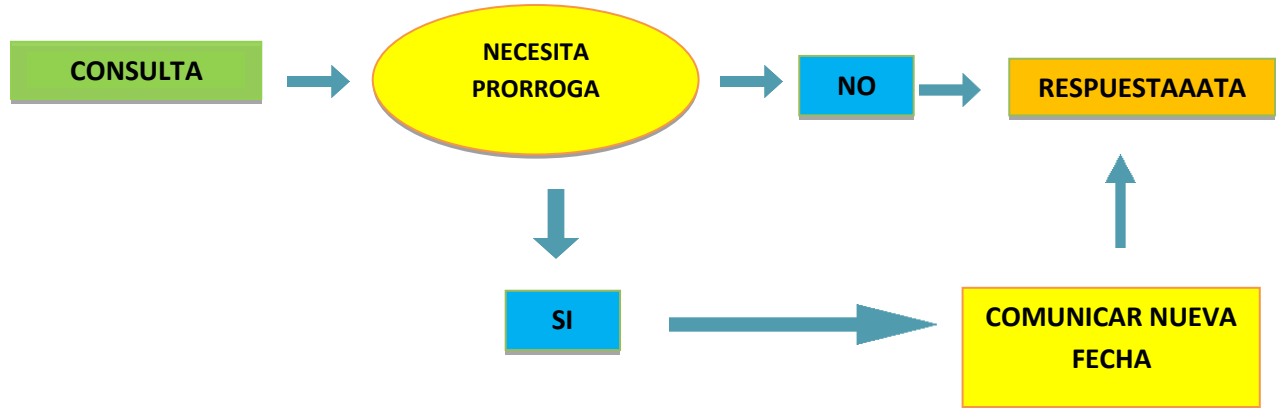 CONSULTA
NECESITA
PRORROGA
NO
RESPUESTAAATA
SI
COMUNICAR NUEVA
FECHA